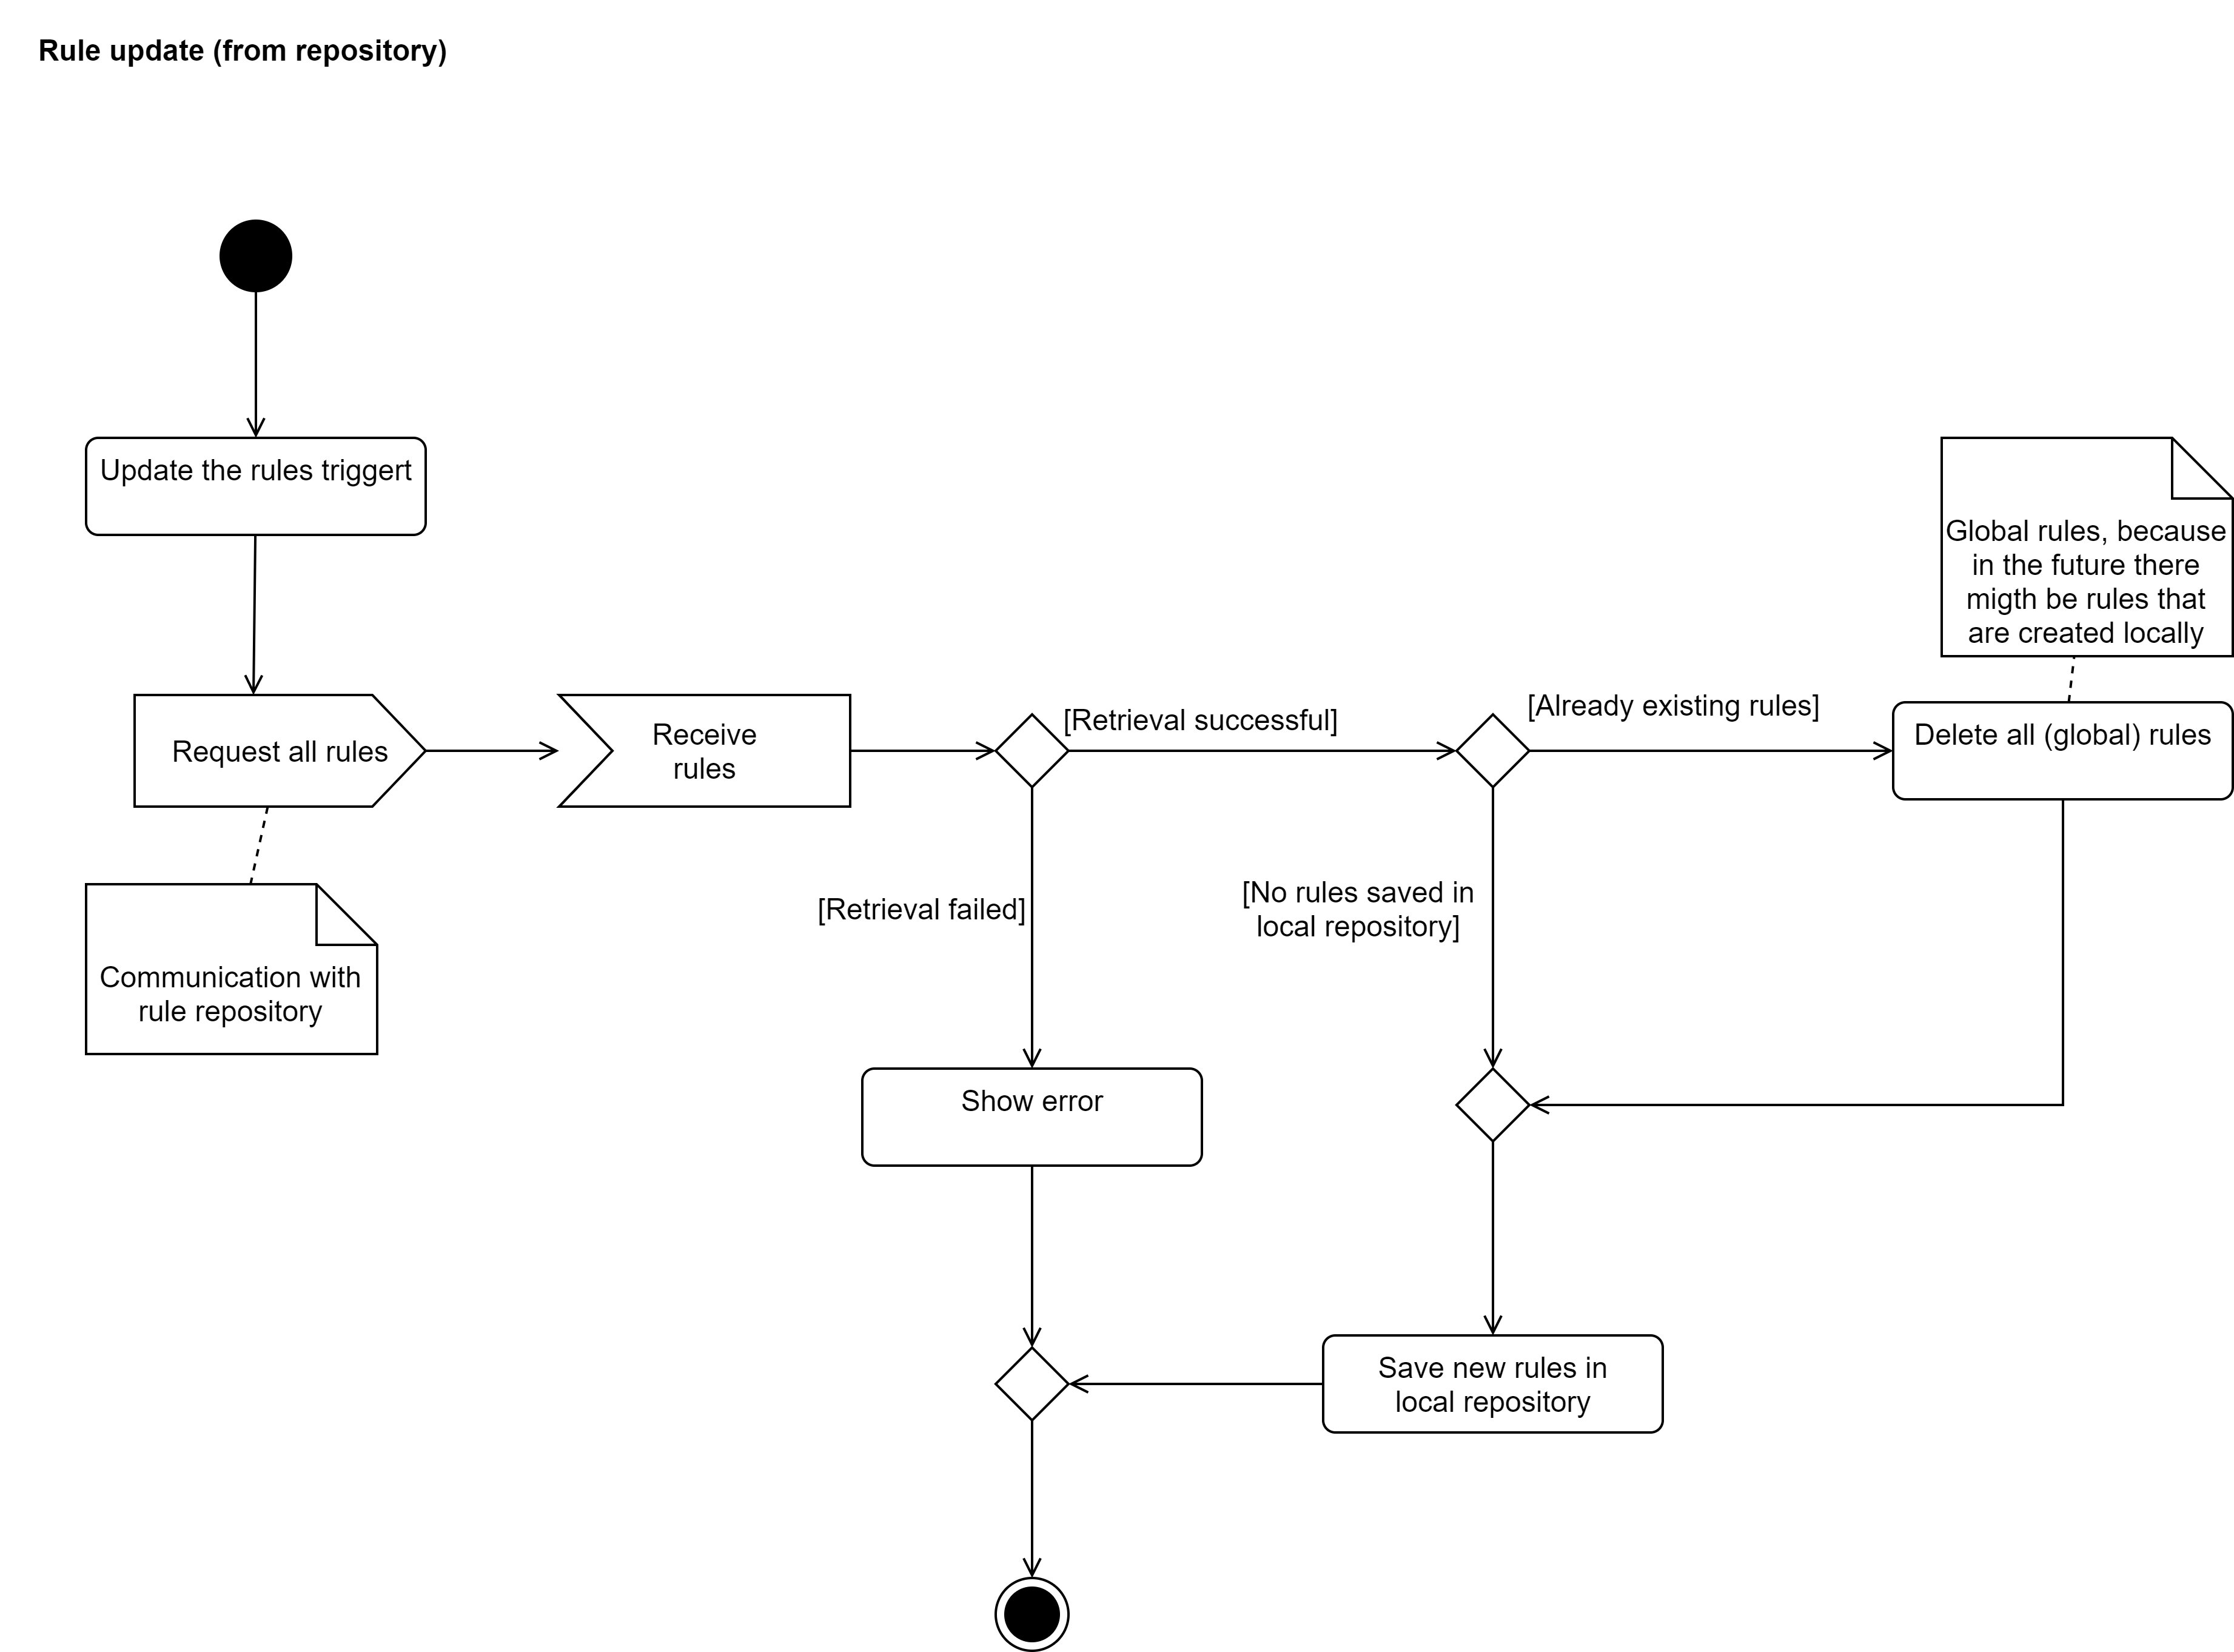 Rule update (from repository)
Update the rules triggert
Global rules, because
in the future there
migth be rules that
are created locally
Request all rules
Receive
rules
[Retrieval successful]
[Already existing rules]
Delete all (global) rules
[Retrieval failed]
[No rules saved in
local repository]
Communication with
rule repository
Show error
Save new rules in
local repository